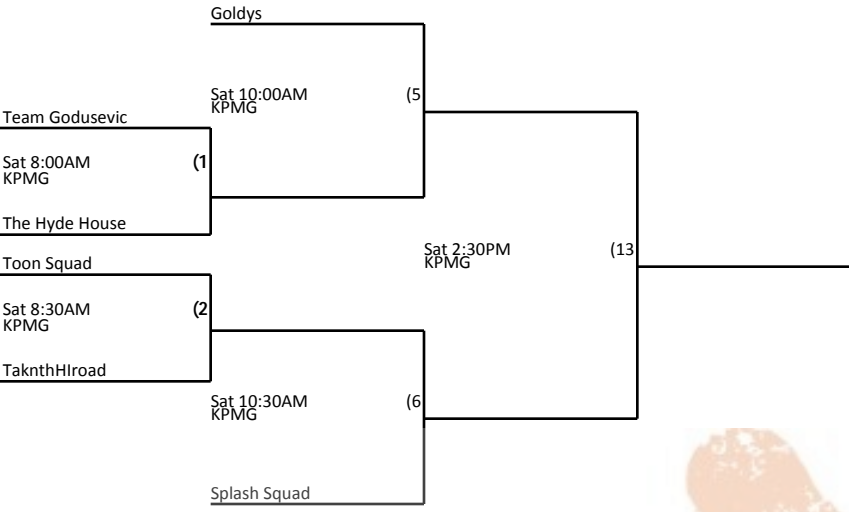 Goldys
Sat 10:00AM (5
KPMG
Team Godusevic
Sat 8:00AM (1
KPMG
The Hyde House
Toon Squad
Sat 2:30PM (13
KPMG
Sat 8:30AM (2
KPMG
TaknthHIroad
Sat 10:30AM (6
KPMG
Splash Squad